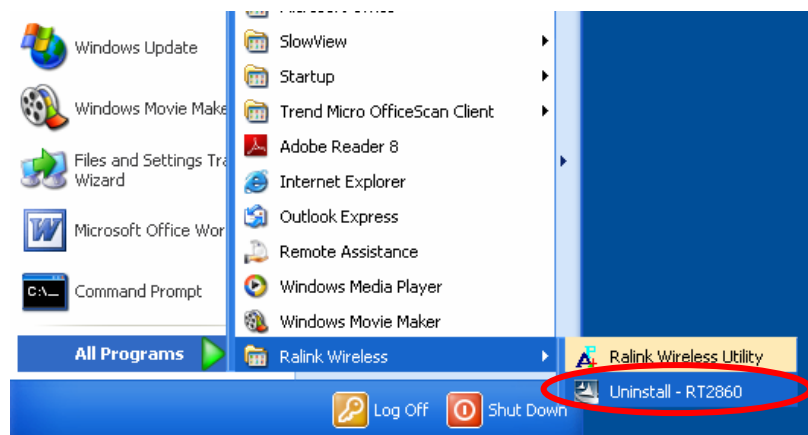 Windows Update
Windows Movie Make
Files and Settings Tra
Wizard
Microsoft Office Wor
C:\_
Command Prompt
All Programs
SlowView
Startup
Trend Micro OfficeScan Client
Adobe Reader 8
Internet Explorer
Outlook Express
Remote Assistance
Windows Media Player
Windows Movie Maker
Ralink Wireless
Ralink Wireless Utility
Uninstall - RT2860
Log Off
Shut Down